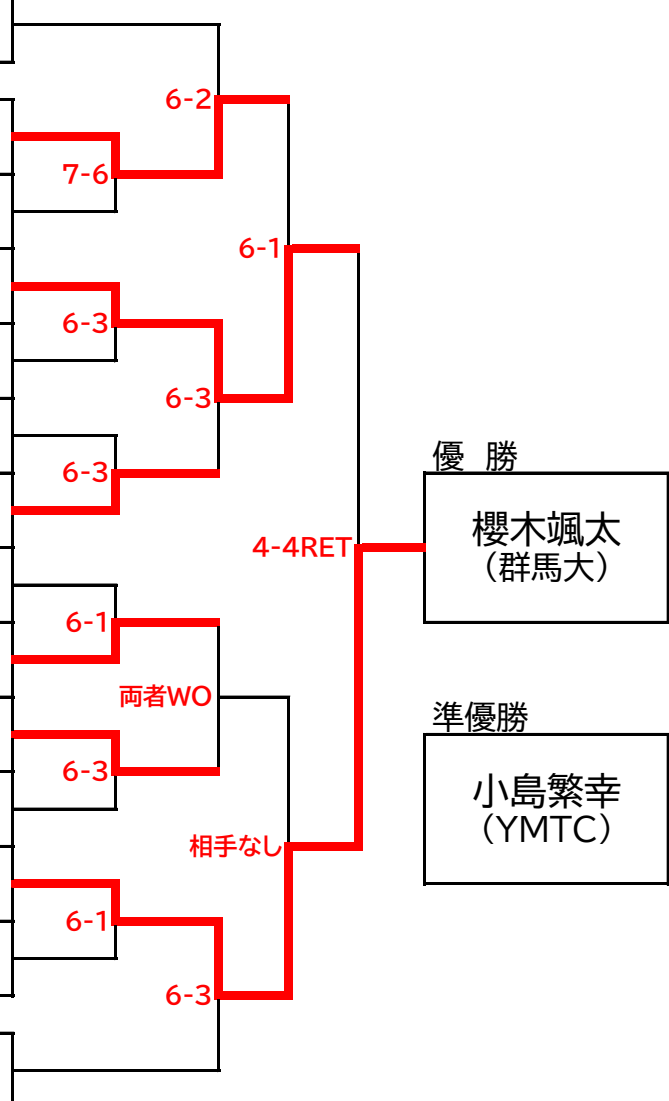 6-2
7-6
6-1
6-3
6-3
優 勝
6-3
櫻木颯太
4-4RET
（群馬大）
6-1
両者WO
準優勝
6-3
小島繁幸
（YMTC）
相手なし
6-1
6-3